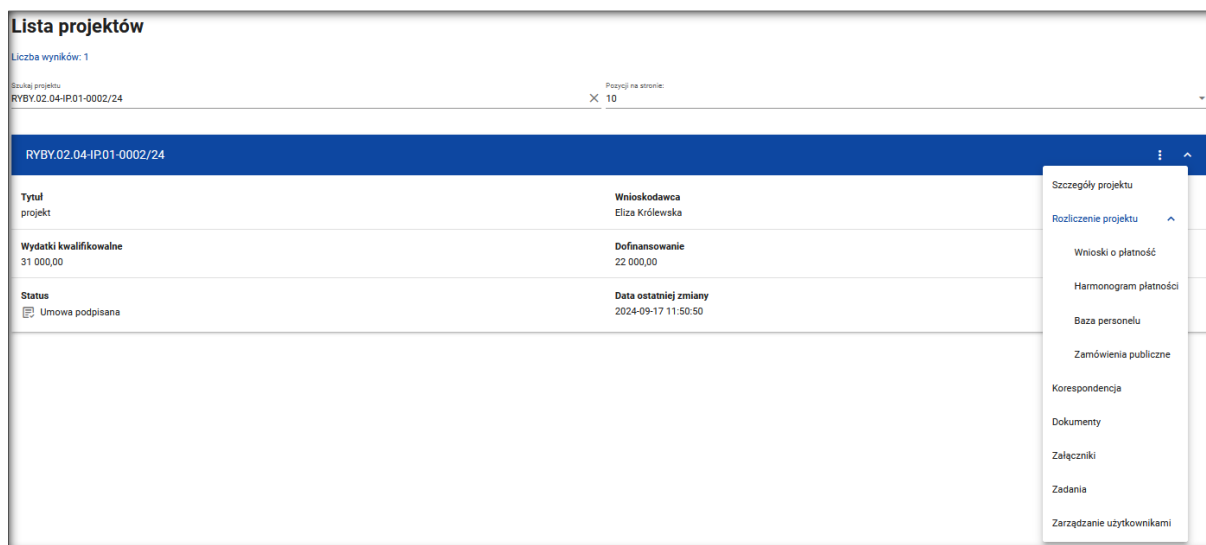 Lista projektów
Liczba wyników: 1
Szukaj projektu
RYBY.02.04-IP.01-0002/24
Pozycji na stronie:
10
RYBY.02.04-IP.01-0002/24
Tytuł
projekt
Wnioskodawca
Eliza Królewska
Wydatki kwalifikowalne
31 000,00
Dofinansowanie
22 000,00
Status
Umowa podpisana
Data ostatniej zmiany
2024-09-17 11:50:50
Szczegóły projektu
Rozliczenie projektu
Wnioski o płatność
Harmonogram płatności
Baza personelu
Zamówienia publiczne
Korespondencja
Dokumenty
Załączniki
Zadania
Zarządzanie użytkownikami